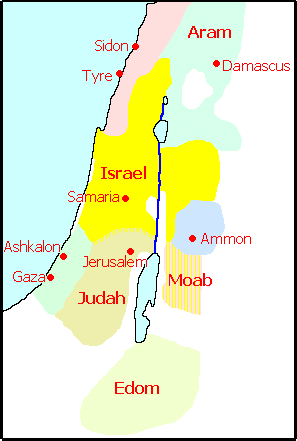 Aram
Sidon
Damascus
Tyre
Israel
Samaria
Ammon
Ashkalon
Jerusalem
Gaza
Moab
Judah
Edom